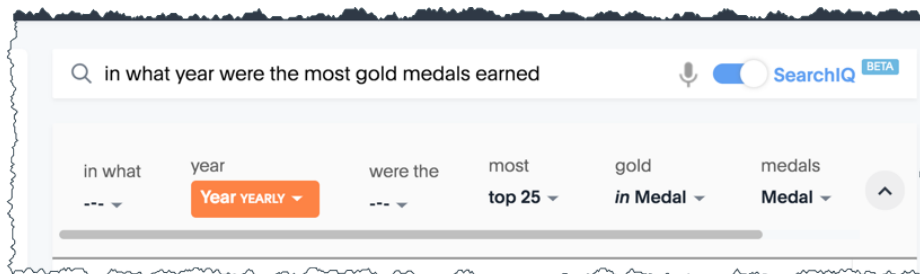 in what year were the most gold medals earned SearchIQ BETA
in what year were the most gold medals
--- Year YEARLY --- top 25 in Medal Medal